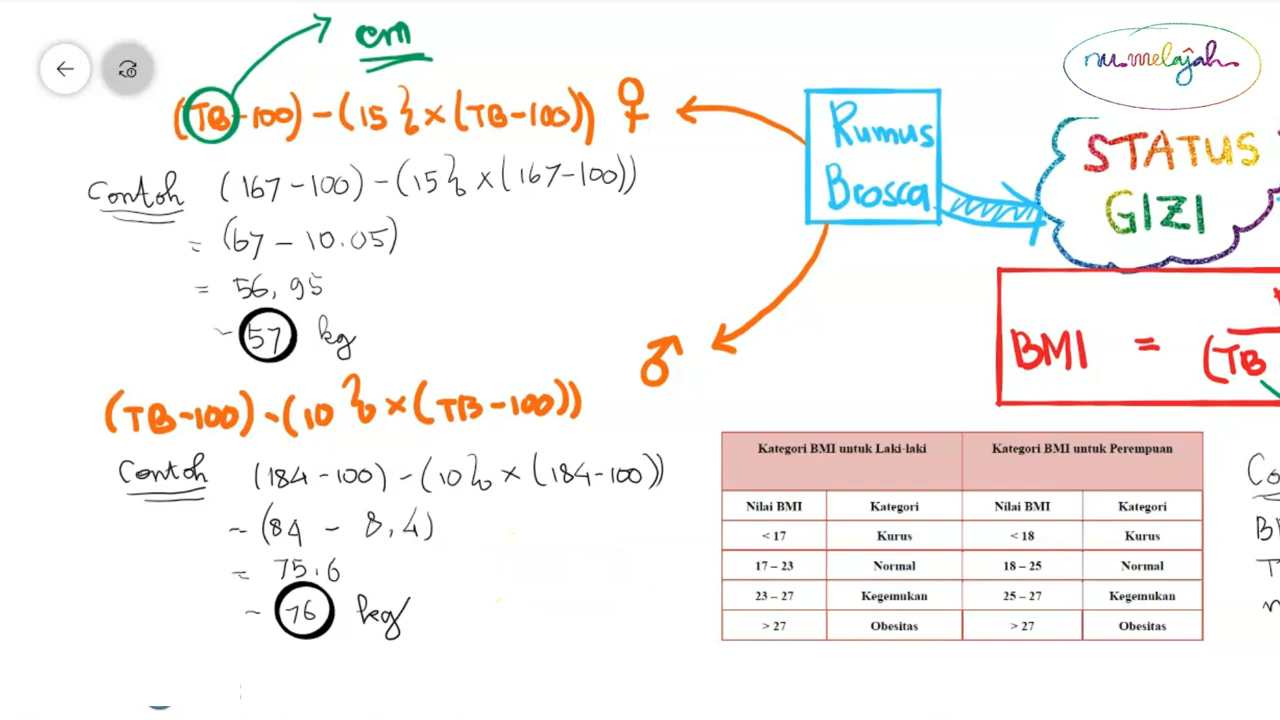 cm
nu.melajah
(TB-100) - (15% × (TB-100)) ♀
Contoh (167-100) - (15% × (167-100))
= (67 - 10.05)
= 56,95
~ 57 kg
Rumus
Brosca
STATUS
GIZI
♂
(TB-100) - (10% × (TB-100))
Contoh (184-100) - (10% × (184-100))
~ (84 - 8,4)
= 75,6
~ 76 kg
BMI = (TB
Kategori BMI untuk Laki-laki Kategori BMI untuk Perempuan
Nilai BMI Kategori Nilai BMI Kategori
< 17 Kurus < 18 Kurus
17 – 23 Normal 18 – 25 Normal
23 – 27 Kegemukan 25 – 27 Kegemukan
> 27 Obesitas > 27 Obesitas